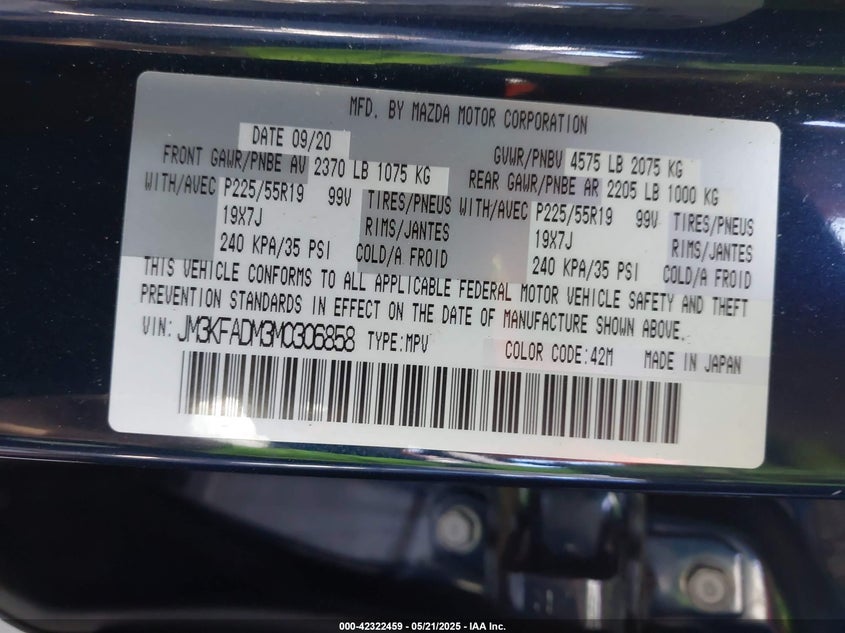 MFD. BY MAZDA MOTOR CORPORATION
DATE 09/20 GVWR/PNBV 4575 LB 2075 KG
FRONT GAWR/PNBE AV 2370 LB 1075 KG REAR GAWR/PNBE AR 2205 LB 1000 KG
WITH/AVEC P225/55R19 99V TIRES/PNEUS WITH/AVEC P225/55R19 99V TIRES/PNEUS
19X7J RIMS/JANTES 19X7J RIMS/JANTES
240 KPA/35 PSI COLD/A FROID 240 KPA/35 PSI COLD/A FROID
THIS VEHICLE CONFORMS TO ALL APPLICABLE FEDERAL MOTOR VEHICLE SAFETY AND THEFT
PREVENTION STANDARDS IN EFFECT ON THE DATE OF MANUFACTURE SHOWN ABOVE.
VIN: JM3KFADM3M0306858 TYPE:MPV COLOR CODE:42M MADE IN JAPAN
000-42322459 - 05/21/2025 - IAA Inc.